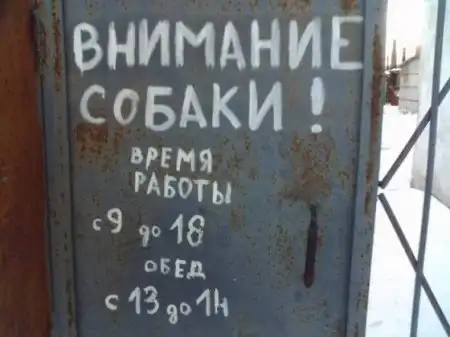 ВНИМАНИЕ
СОБАКИ!
ВРЕМЯ
РАБОТЫ
с 9 до 18
ОБЕД
с 13 до 14